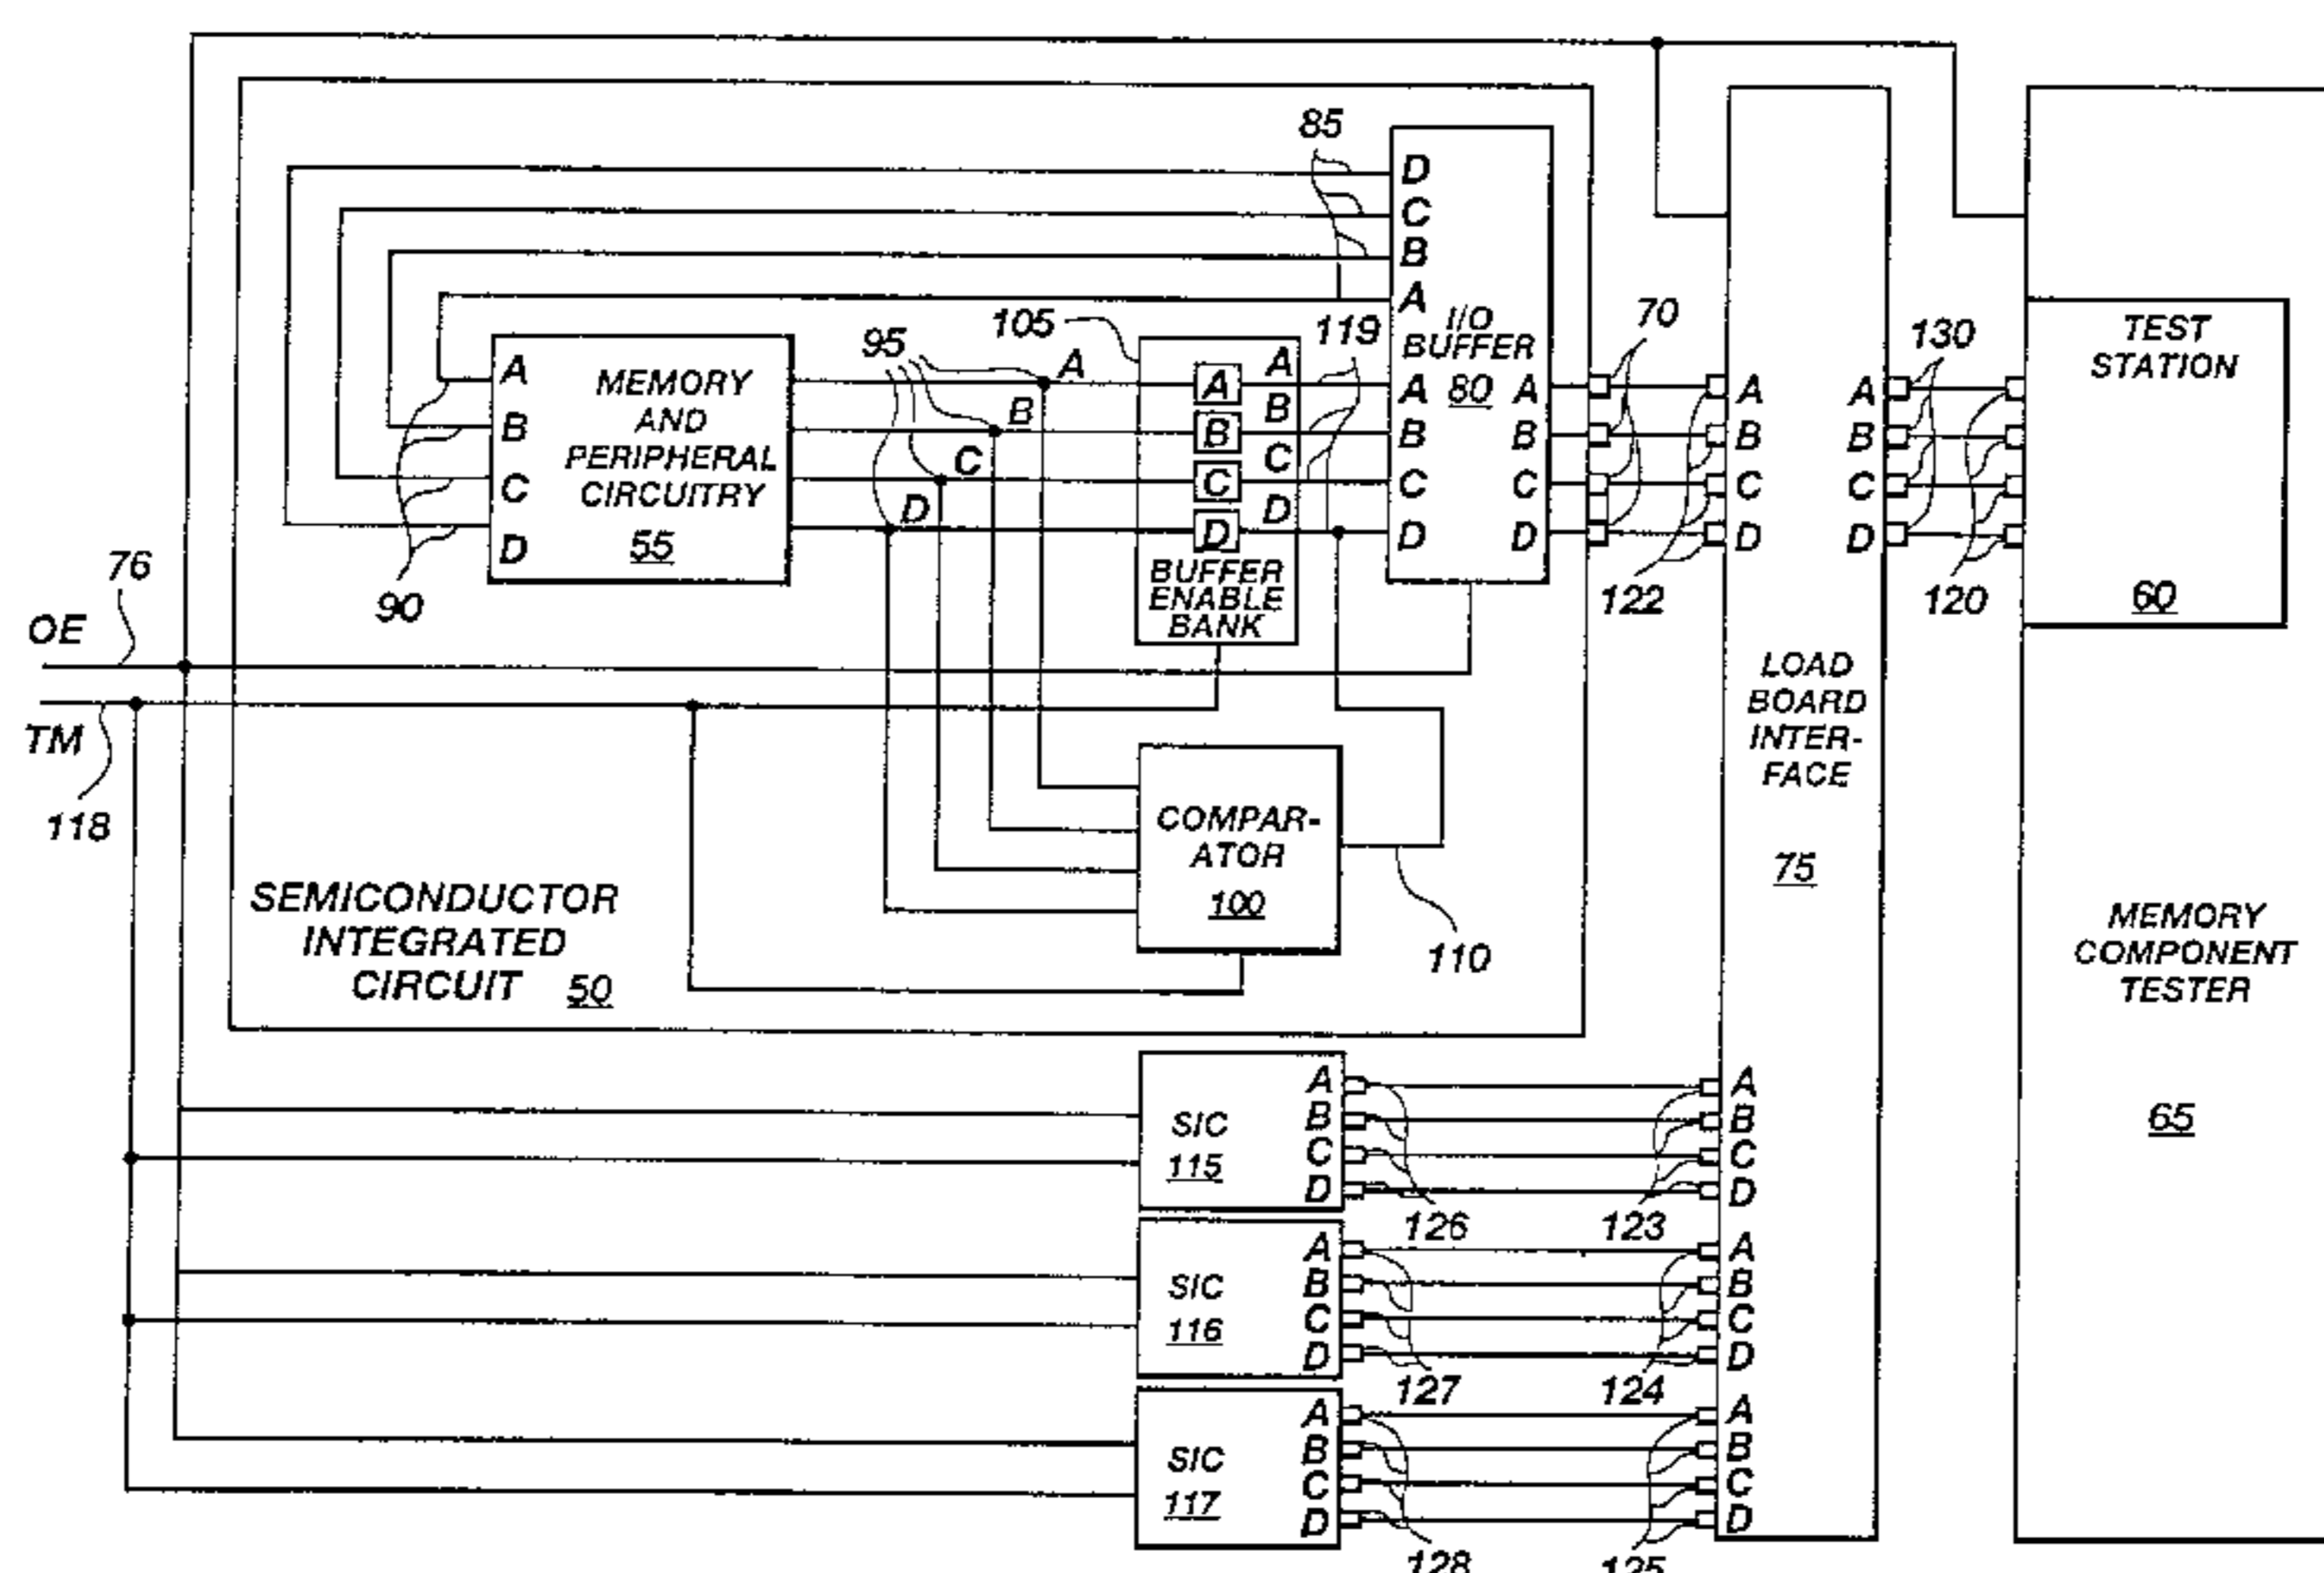 85
D
C
B
A
105
95
A
B
C
D
119
70
130
A
B
C
D
MEMORY
AND
PERIPHERAL
CIRCUITRY
55
90
A
A
B
B
C
C
D
D
BUFFER
ENABLE
BANK
I/O
BUFFER
80
A
B
C
D
A
B
C
D
A
B
C
D
A
B
C
D
122
120
TEST
STATION
60
76
OE
TM
118
LOAD
BOARD
INTER-
FACE
75
COMPAR-
ATOR
100
110
SEMICONDUCTOR
INTEGRATED
CIRCUIT 50
MEMORY
COMPONENT
TESTER
65
SIC
115
A
B
C
D
126
123
A
B
C
D
SIC
116
A
B
C
D
127
124
A
B
C
D
SIC
117
A
B
C
D
128
125
A
B
C
D